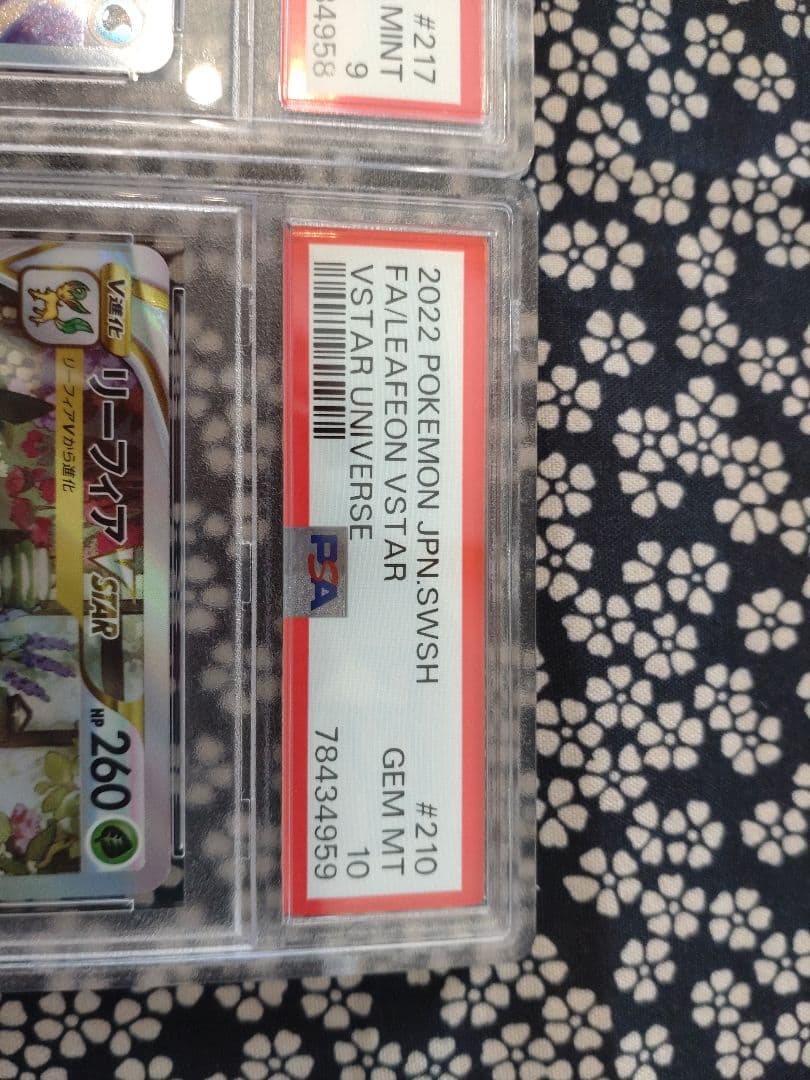 #217
MINT
9
34958
2022 POKEMON JPN.SWSH #210
FA/LEAFEON VSTAR GEM MT
VSTAR UNIVERSE 10
78434959
PSA
V進化
リーフィア VSTAR HP 260
リーフィアVから進化